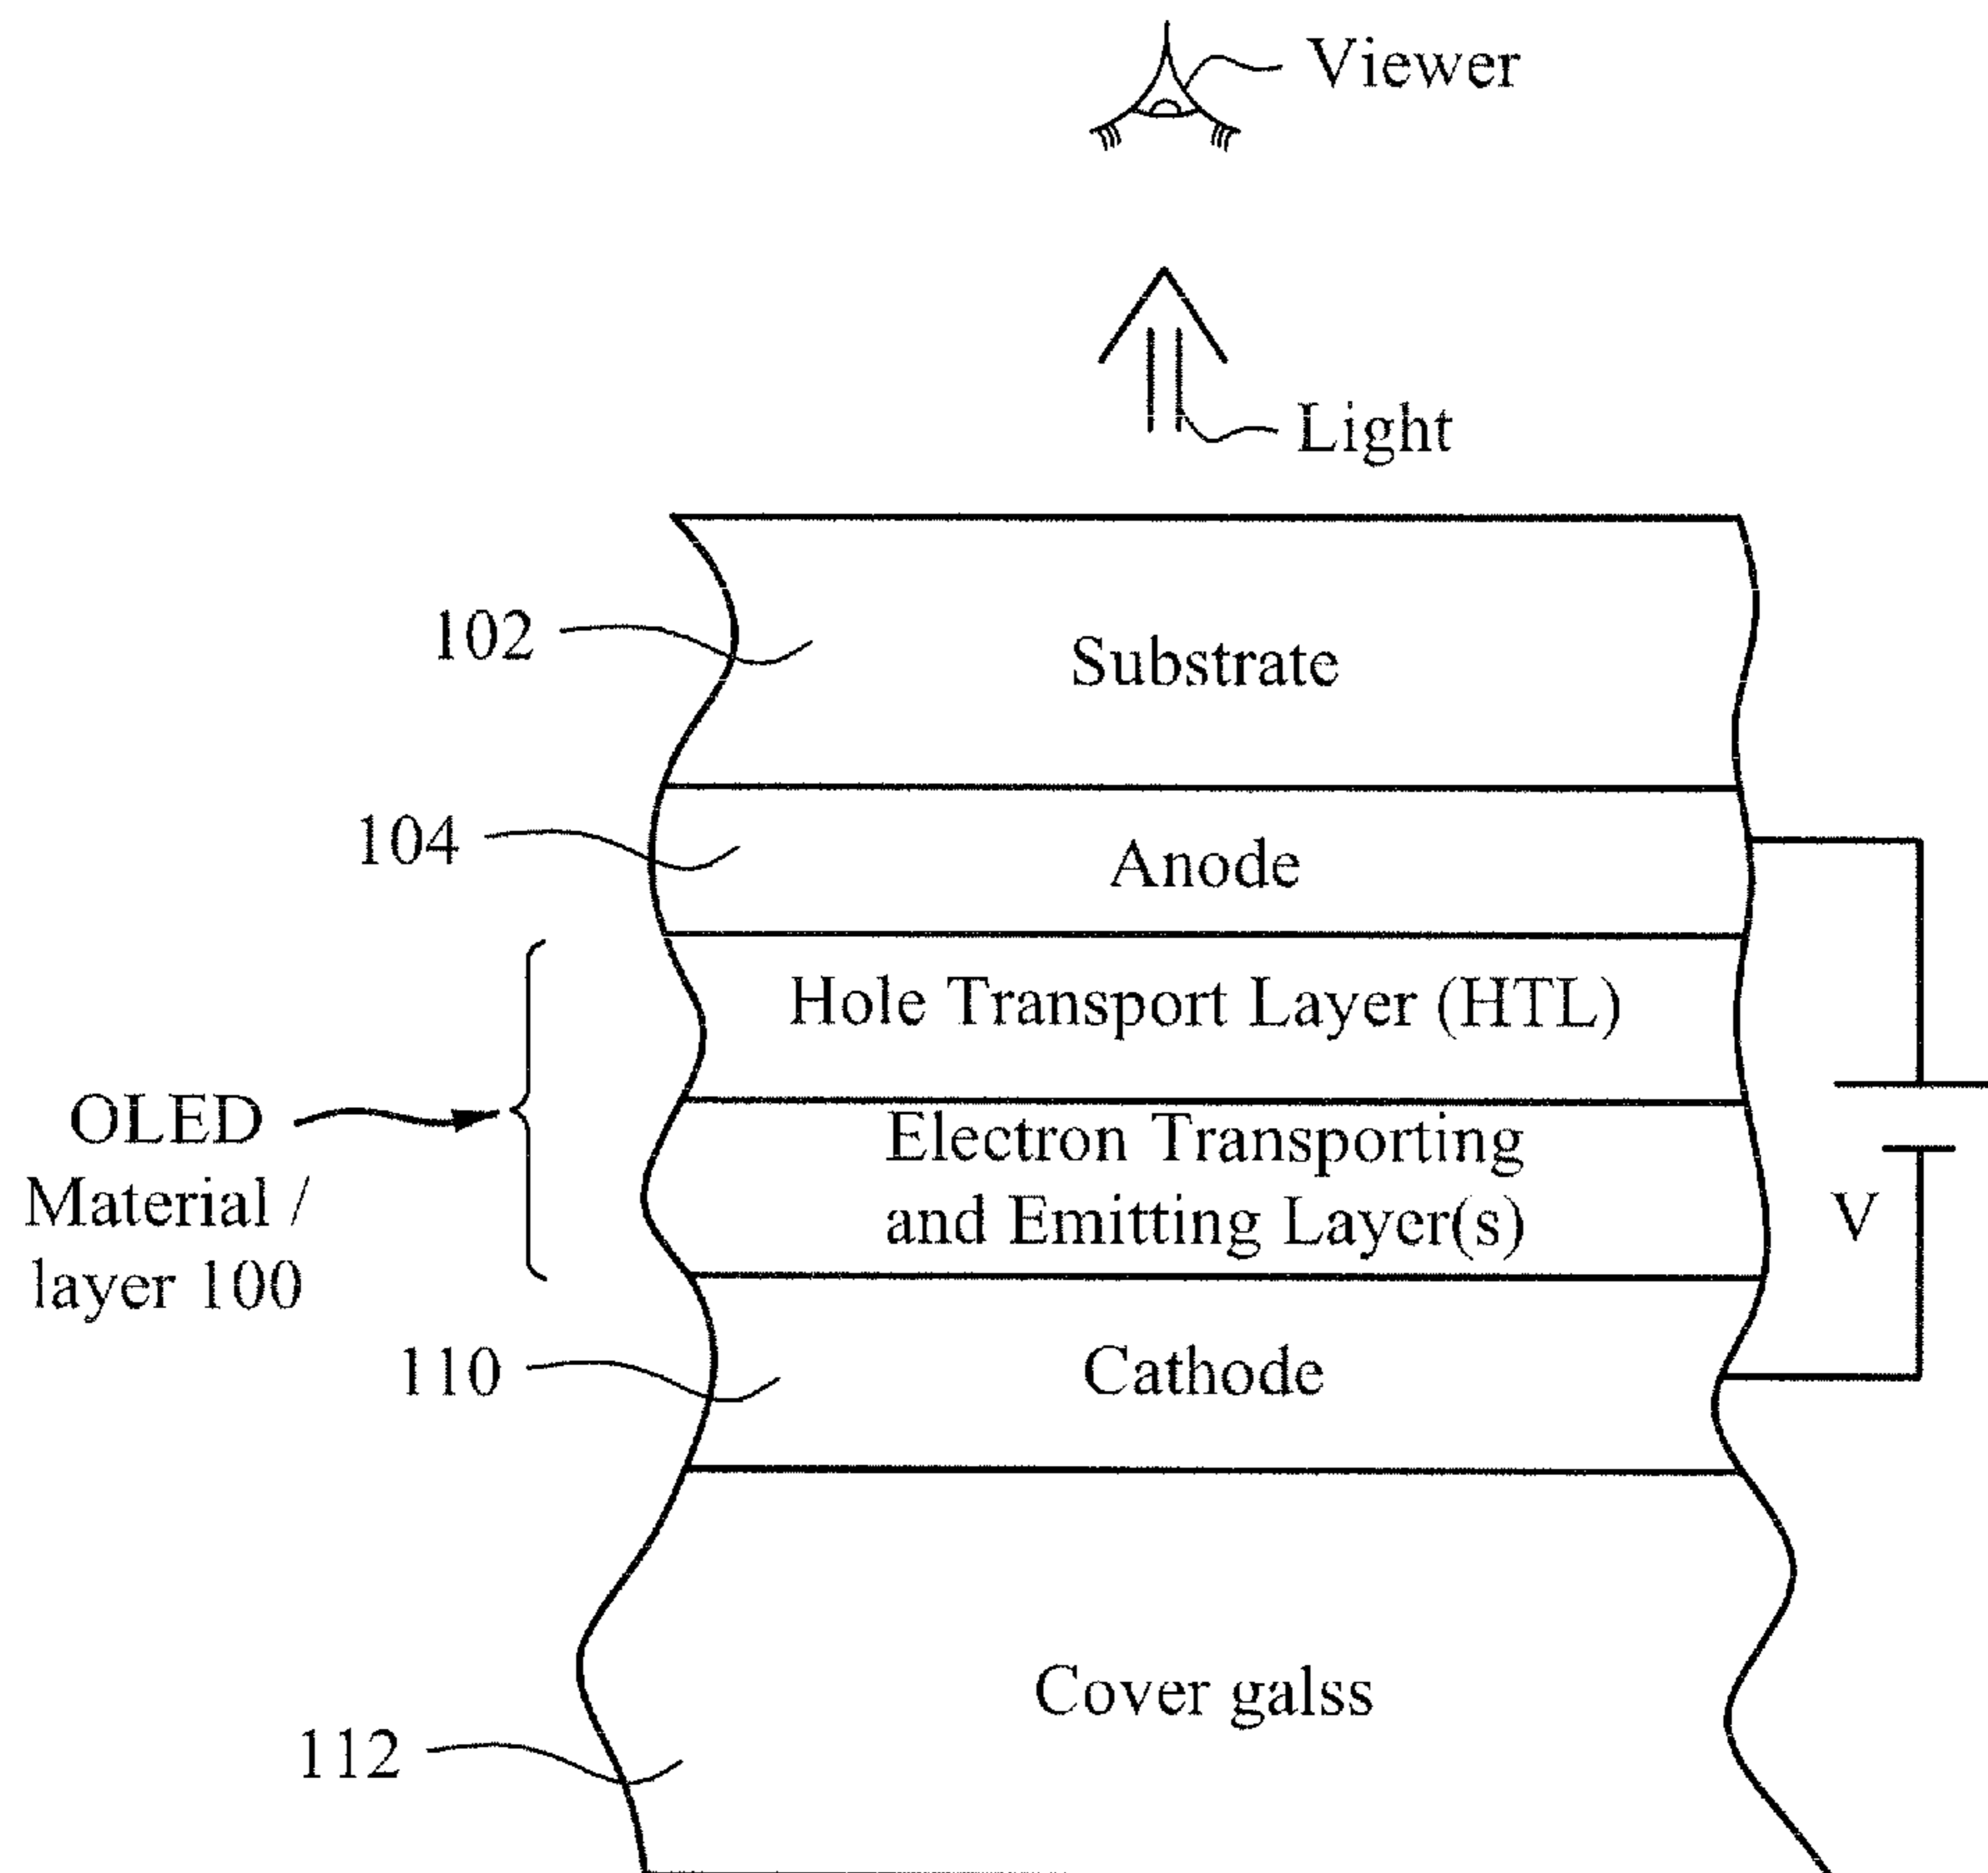 Viewer
Light
102
Substrate
104
Anode
Hole Transport Layer (HTL)
OLED
Material /
layer 100
Electron Transporting
and Emitting Layer(s)
V
110
Cathode
Cover galss
112